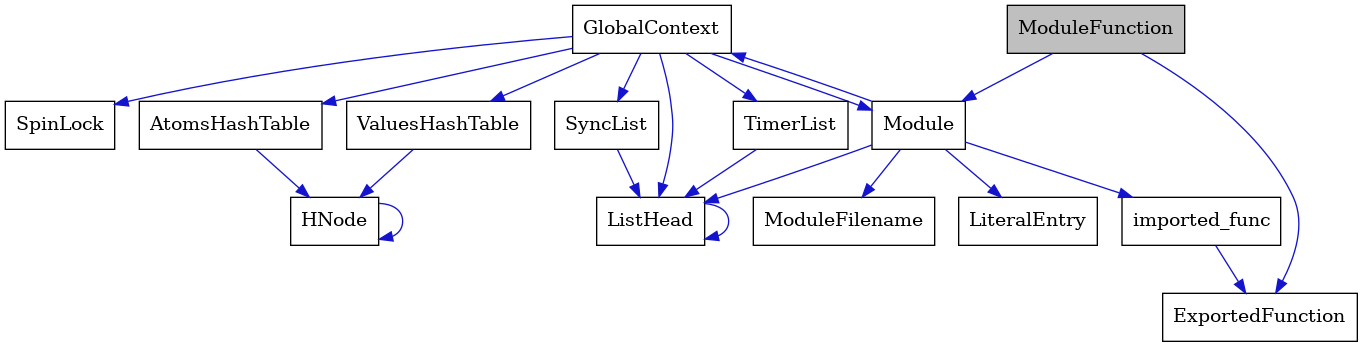 GlobalContext
ModuleFunction
SpinLock
AtomsHashTable
ValuesHashTable
SyncList
TimerList
Module
HNode
ListHead
ModuleFilename
LiteralEntry
imported_func
ExportedFunction